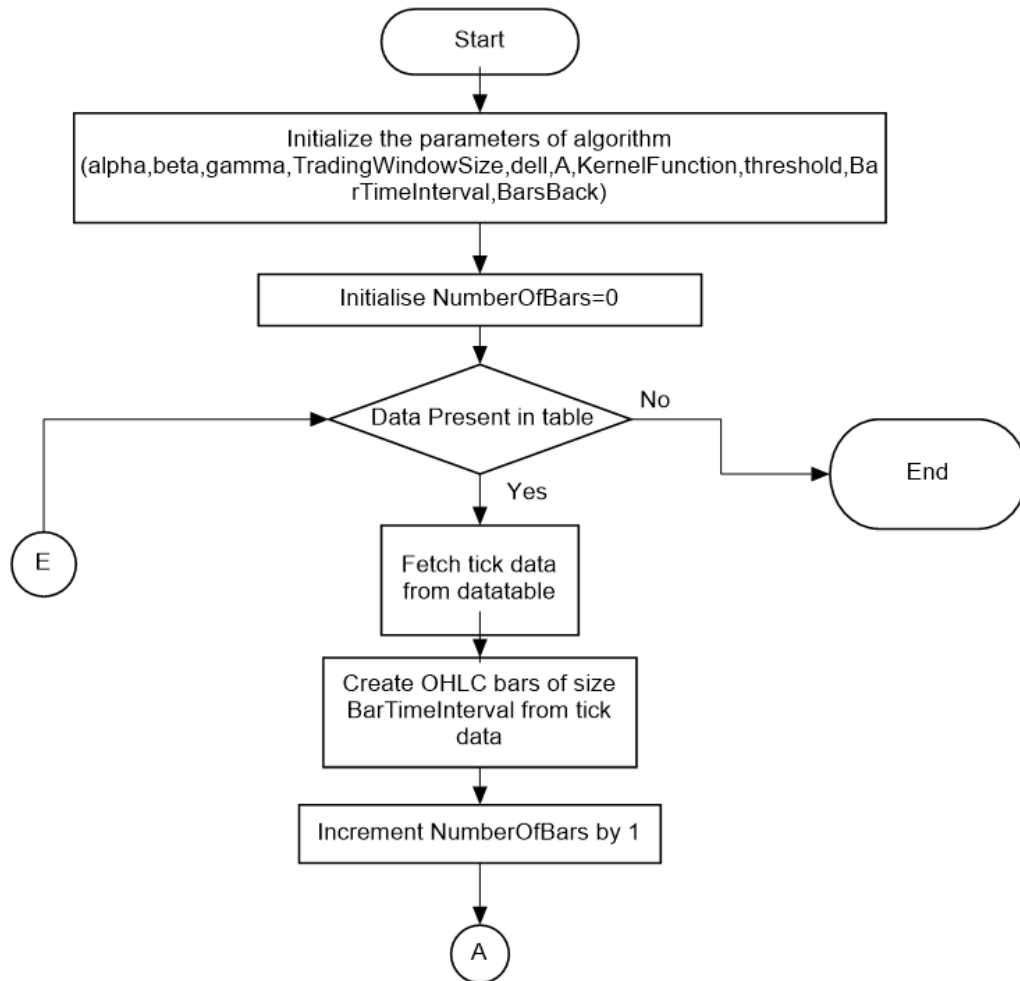 Start
Initialize the parameters of algorithm
(alpha,beta,gamma,TradingWindowSize,dell,A,KernelFunction,threshold,Ba
rTimeInterval,BarsBack)
Initialise NumberOfBars=0
Data Present in table
No
End
Yes
E
Fetch tick data
from datatable
Create OHLC bars of size
BarTimeInterval from tick
data
Increment NumberOfBars by 1
A